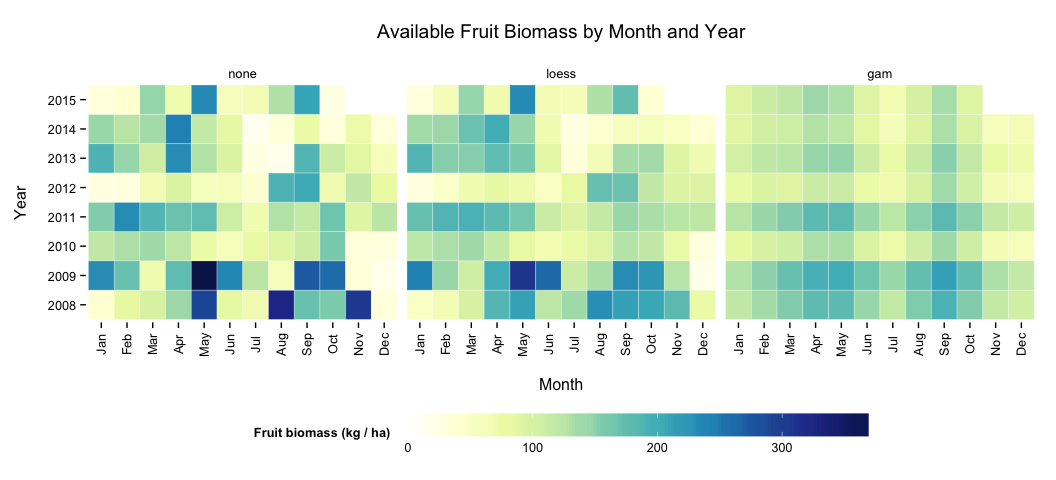 Available Fruit Biomass by Month and Year
none loess gam
Year
2015
2014
2013
2012
2011
2010
2009
2008
Jan Feb Mar Apr May Jun Jul Aug Sep Oct Nov Dec Jan Feb Mar Apr May Jun Jul Aug Sep Oct Nov Dec Jan Feb Mar Apr May Jun Jul Aug Sep Oct Nov Dec
Month
Fruit biomass (kg / ha)
0 100 200 300